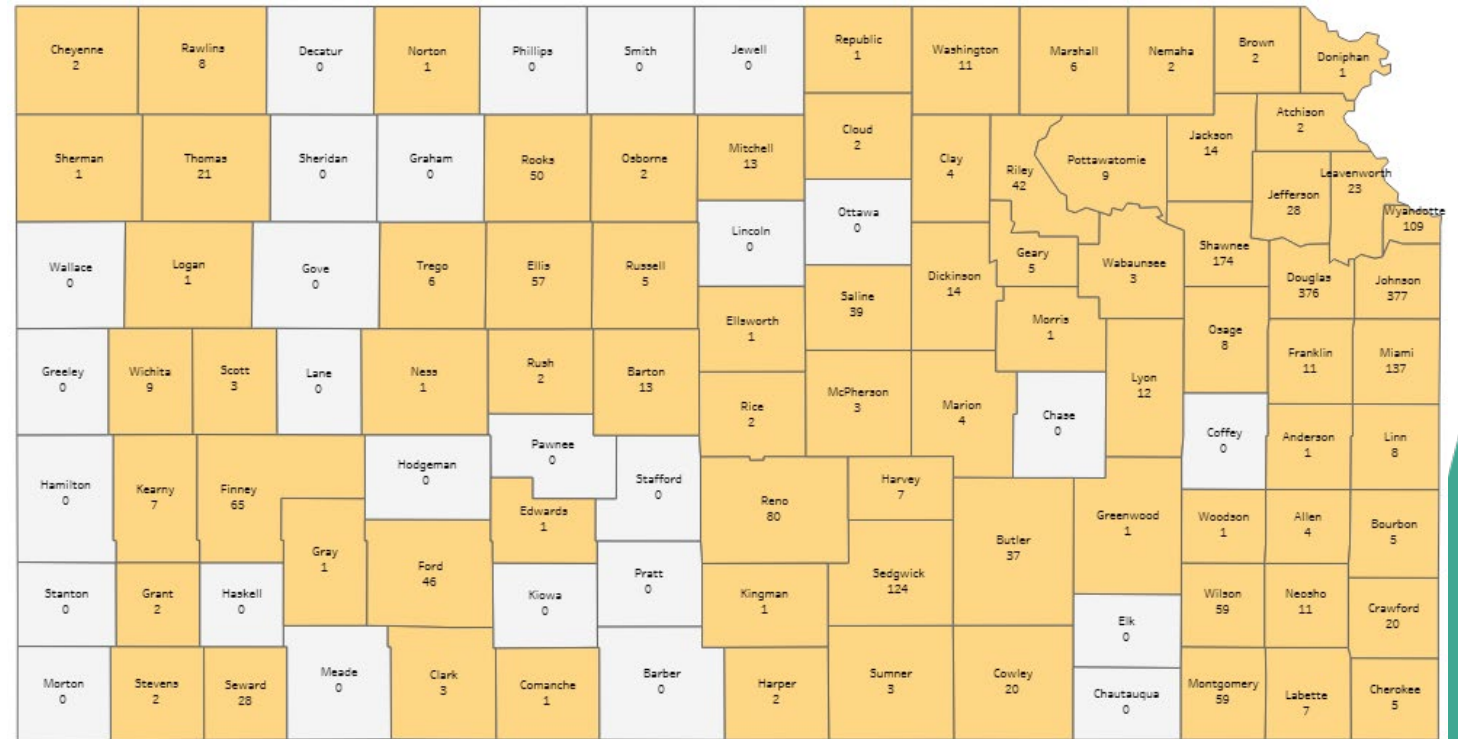 Cheyenne
2
Rawlins
8
Decatur
0
Norton
1
Phillips
0
Smith
0
Jewell
0
Republic
1
Washington
11
Marshall
6
Nemaha
2
Brown
2
Doniphan
1
Sherman
1
Thomas
21
Sheridan
0
Graham
0
Rooks
50
Osborne
2
Mitchell
13
Cloud
2
Clay
4
Riley
42
Pottawatomie
9
Jackson
14
Atchison
2
Jefferson
28
Leavenworth
23
Wyandotte
109
Wallace
0
Logan
1
Gove
0
Trego
6
Ellis
57
Russell
5
Lincoln
0
Ottawa
0
Saline
39
Dickinson
14
Geary
5
Wabaunsee
3
Shawnee
174
Douglas
376
Johnson
377
Greeley
0
Wichita
9
Scott
3
Lane
0
Ness
1
Rush
2
Barton
13
Ellsworth
1
Rice
2
McPherson
3
Marion
4
Morris
1
Chase
0
Lyon
12
Osage
8
Franklin
11
Miami
137
Hamilton
0
Kearny
7
Finney
65
Hodgeman
0
Pawnee
0
Stafford
0
Edwards
1
Reno
80
Harvey
7
Butler
37
Greenwood
1
Coffey
0
Anderson
1
Linn
8
Woodson
1
Allen
4
Bourbon
5
Gray
1
Ford
46
Stanton
0
Grant
2
Haskell
0
Kiowa
0
Pratt
0
Kingman
1
Sedgwick
124
Elk
0
Wilson
59
Neosho
11
Crawford
20
Morton
0
Stevens
2
Seward
28
Meade
0
Clark
3
Comanche
1
Barber
0
Harper
2
Sumner
3
Cowley
20
Chautauqua
0
Montgomery
59
Labette
7
Cherokee
5